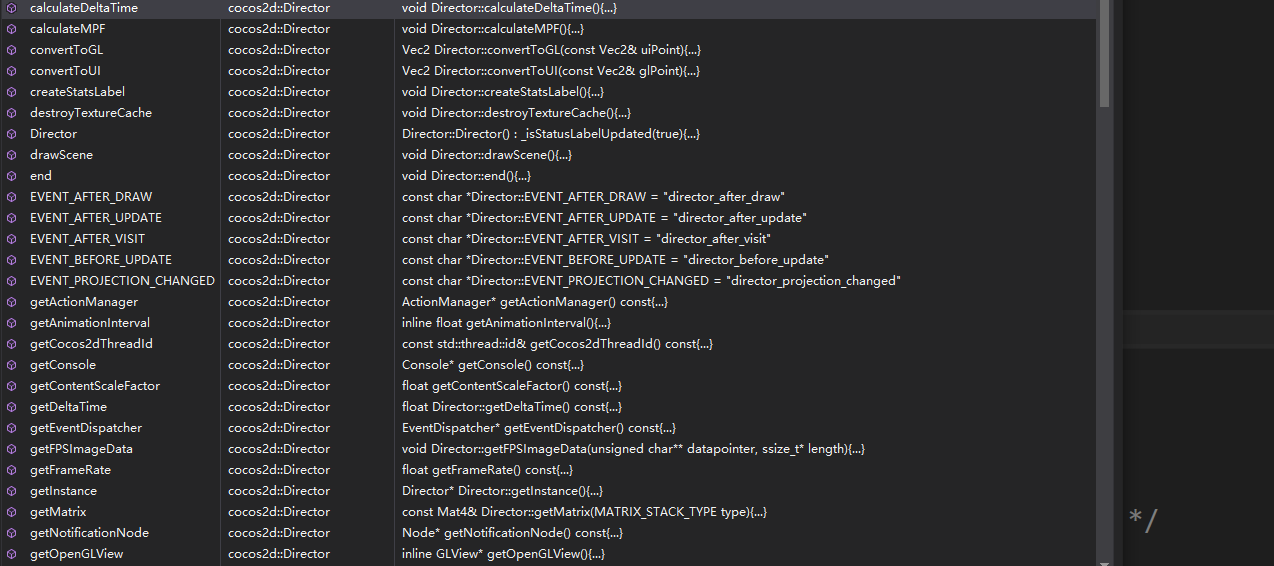 calculateDeltaTime cocos2d::Director void Director::calculateDeltaTime(){...}
calculateMPF cocos2d::Director void Director::calculateMPF(){...}
convertToGL cocos2d::Director Vec2 Director::convertToGL(const Vec2& uiPoint){...}
convertToUI cocos2d::Director Vec2 Director::convertToUI(const Vec2& glPoint){...}
createStatsLabel cocos2d::Director void Director::createStatsLabel(){...}
destroyTextureCache cocos2d::Director void Director::destroyTextureCache(){...}
Director cocos2d::Director Director::Director() : _isStatusLabelUpdated(true){...}
drawScene cocos2d::Director void Director::drawScene(){...}
end cocos2d::Director void Director::end(){...}
EVENT_AFTER_DRAW cocos2d::Director const char *Director::EVENT_AFTER_DRAW = "director_after_draw"
EVENT_AFTER_UPDATE cocos2d::Director const char *Director::EVENT_AFTER_UPDATE = "director_after_update"
EVENT_AFTER_VISIT cocos2d::Director const char *Director::EVENT_AFTER_VISIT = "director_after_visit"
EVENT_BEFORE_UPDATE cocos2d::Director const char *Director::EVENT_BEFORE_UPDATE = "director_before_update"
EVENT_PROJECTION_CHANGED cocos2d::Director const char *Director::EVENT_PROJECTION_CHANGED = "director_projection_changed"
getActionManager cocos2d::Director ActionManager* getActionManager() const{...}
getAnimationInterval cocos2d::Director inline float getAnimationInterval(){...}
getCocos2dThreadId cocos2d::Director const std::thread::id& getCocos2dThreadId() const{...}
getConsole cocos2d::Director Console* getConsole() const{...}
getContentScaleFactor cocos2d::Director float getContentScaleFactor() const{...}
getDeltaTime cocos2d::Director float Director::getDeltaTime() const{...}
getEventDispatcher cocos2d::Director EventDispatcher* getEventDispatcher() const{...}
getFPSImageData cocos2d::Director void Director::getFPSImageData(unsigned char** datapointer, ssize_t* length){...}
getFrameRate cocos2d::Director float getFrameRate() const{...}
getInstance cocos2d::Director Director* Director::getInstance(){...}
getMatrix cocos2d::Director const Mat4& Director::getMatrix(MATRIX_STACK_TYPE type){...}
*/
getNotificationNode cocos2d::Director Node* getNotificationNode() const{...}
getOpenGLView cocos2d::Director inline GLView* getOpenGLView(){...}